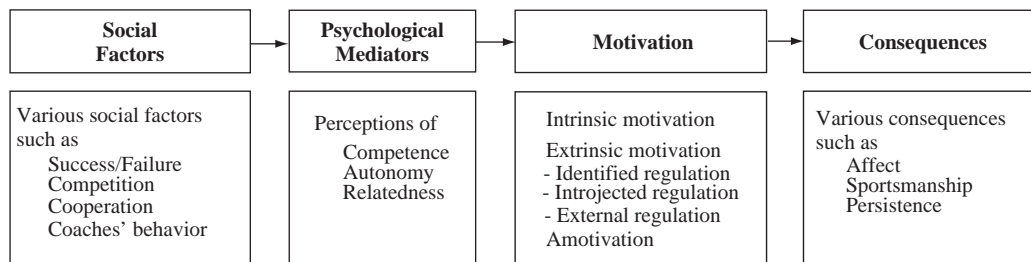 Social
Factors
Psychological
Mediators
Motivation
Consequences
Various social factors
such as
Success/Failure
Competition
Cooperation
Coaches’ behavior
Perceptions of
Competence
Autonomy
Relatedness
Intrinsic motivation
Extrinsic motivation
- Identified regulation
- Introjected regulation
- External regulation
Amotivation
Various consequences
such as
Affect
Sportsmanship
Persistence